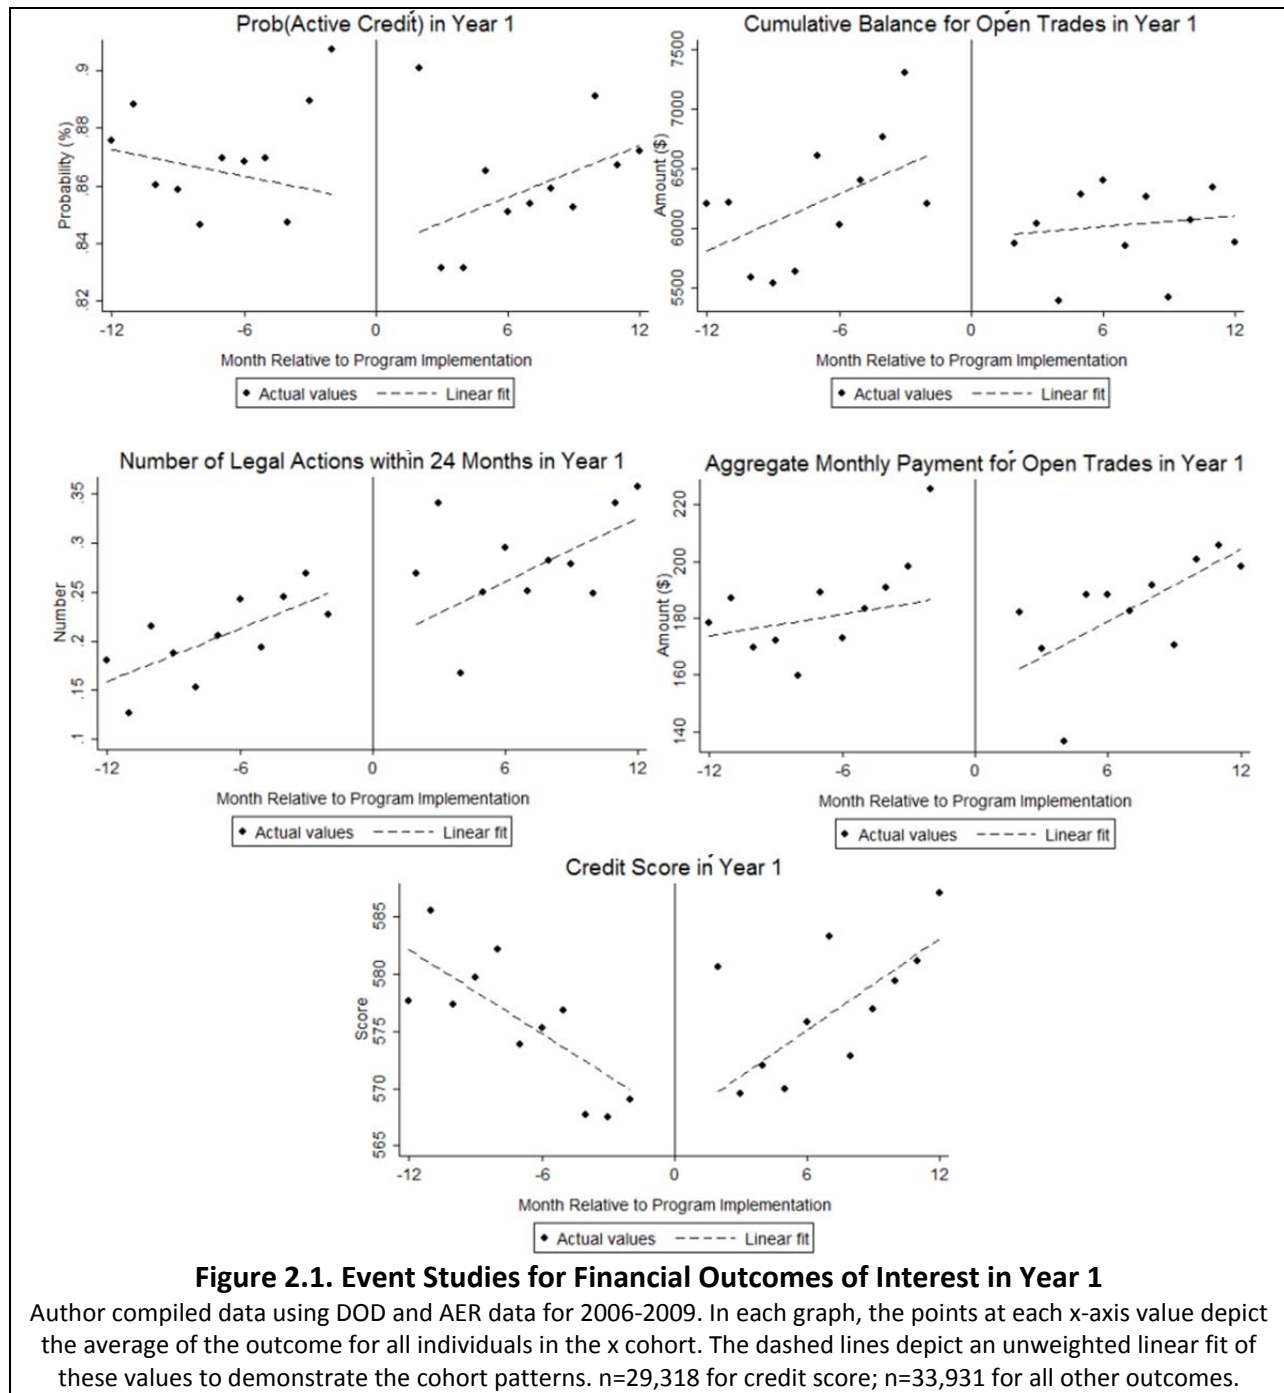 Prob(Active Credit) in Year 1
.9
.88
.86
.84
.82
Probability (%)
-12 -6 0 6 12
Month Relative to Program Implementation
Actual values Linear fit
Cumulative Balance for Open Trades in Year 1
7500
7000
6500
6000
5500
Amount ($)
-12 -6 0 6 12
Month Relative to Program Implementation
Actual values Linear fit
Number of Legal Actions within 24 Months in Year 1
.35
.3
.25
.2
.15
.1
Number
-12 -6 0 6 12
Month Relative to Program Implementation
Actual values Linear fit
Aggregate Monthly Payment for Open Trades in Year 1
220
200
180
160
140
Amount ($)
-12 -6 0 6 12
Month Relative to Program Implementation
Actual values Linear fit
Credit Score in Year 1
585
580
575
570
565
Score
-12 -6 0 6 12
Month Relative to Program Implementation
Actual values Linear fit
Figure 2.1. Event Studies for Financial Outcomes of Interest in Year 1
Author compiled data using DOD and AER data for 2006-2009. In each graph, the points at each x-axis value depict
the average of the outcome for all individuals in the x cohort. The dashed lines depict an unweighted linear fit of
these values to demonstrate the cohort patterns. n=29,318 for credit score; n=33,931 for all other outcomes.